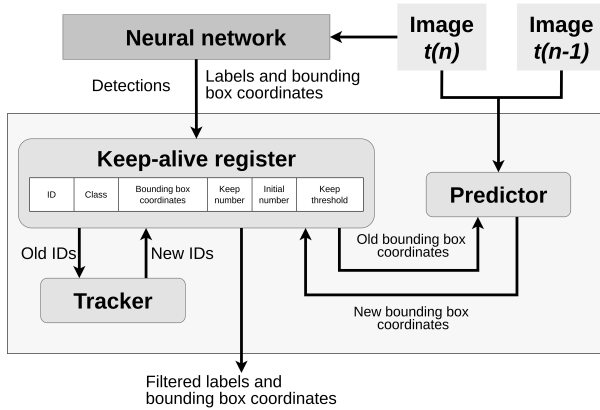 Neural network
Image
t(n)
Image
t(n-1)
Detections
Labels and bounding
box coordinates
Keep-alive register
ID
Class
Bounding box
coordinates
Keep
number
Initial
number
Keep
threshold
Predictor
Old IDs
New IDs
Old bounding box
coordinates
Tracker
New bounding box
coordinates
Filtered labels and
bounding box coordinates